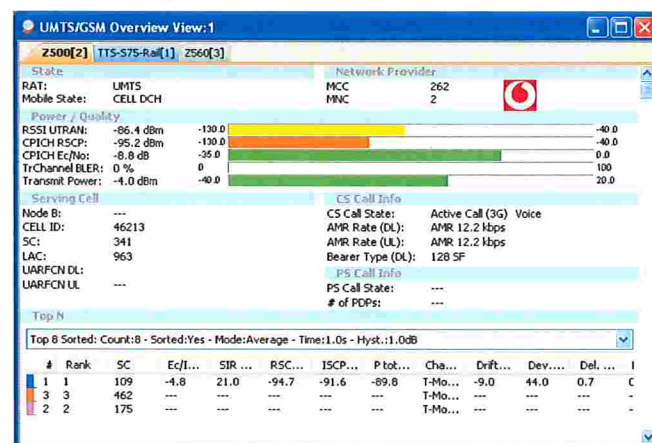 UMTS/GSM Overview View:1
Z500[2] TTS-S75-Rail[1] Z560[3]
State Network Provider
RAT: UMTS MCC 262
Mobile State: CELL DCH MNC 2
Power / Quality
RSSI UTRAN: -86.4 dBm -130.0 -40.0
CPICH RSCP: -95.2 dBm -130.0 -40.0
CPICH Ec/No: -8.8 dB -35.0 0.0
TrChannel BLER: 0 % 0 100
Transmit Power: -4.0 dBm -40.0 20.0
Serving Cell CS Call Info
Node B: --- CS Call State: Active Call (3G) Voice
CELL ID: 46213 AMR Rate (DL): AMR 12.2 kbps
SC: 341 AMR Rate (UL): AMR 12.2 kbps
LAC: 963 Bearer Type (DL): 128 SF
UARFCN DL: PS Call Info
UARFCN UL --- PS Call State: ---
# of PDPs: ---
Top N
Top 8 Sorted: Count:8 - Sorted:Yes - Mode:Average - Time:1.0s - Hyst.:1.0dB
# Rank SC Ec/I... SIR ... RSC... ISCP... P tot... Cha... Drift... Dev.... Del. ...
1 1 109 -4.8 21.0 -94.7 -91.6 -89.8 T-Mo... -9.0 44.0 0.7
3 3 462 --- --- --- --- --- T-Mo... --- --- ---
2 2 175 --- --- --- --- --- T-Mo... --- --- ---